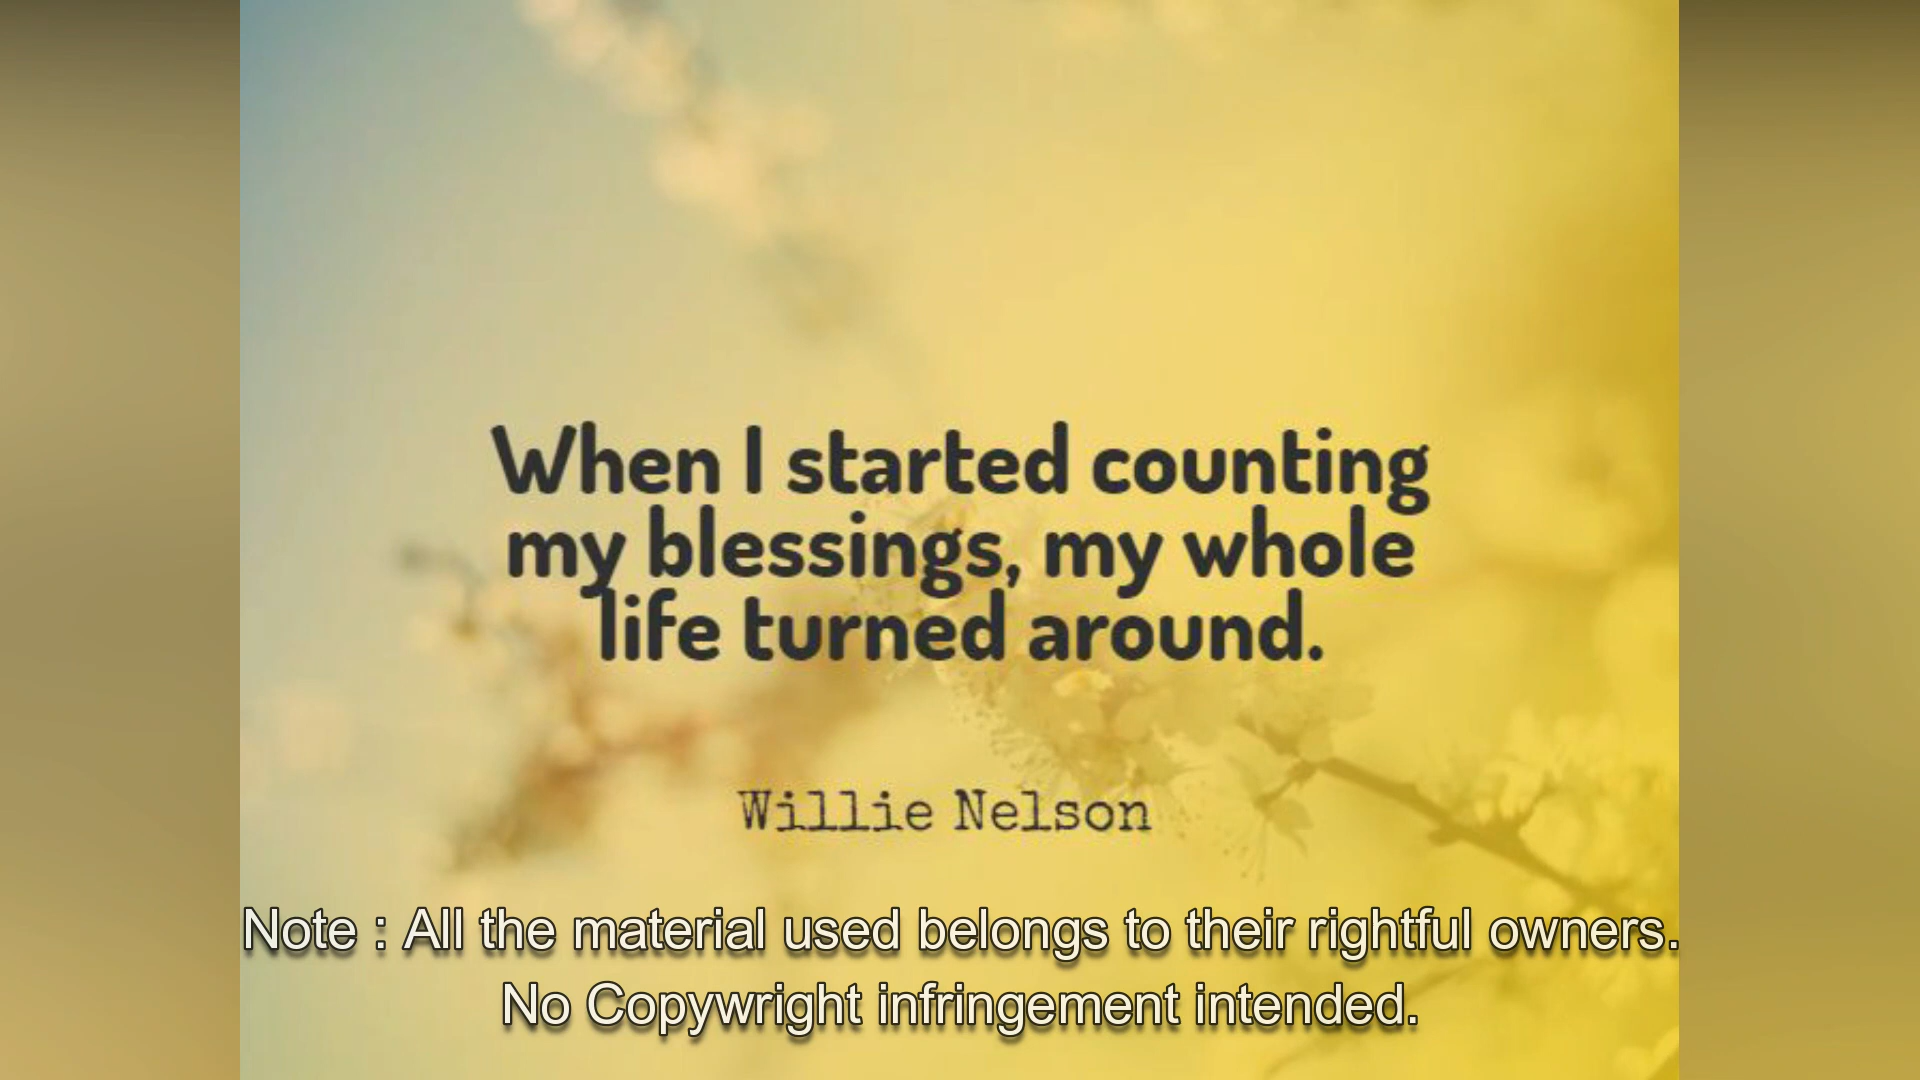 When I started counting
my blessings, my whole
life turned around.
Willie Nelson
Note : All the material used belongs to their rightful owners.
No Copywright infringement intended.